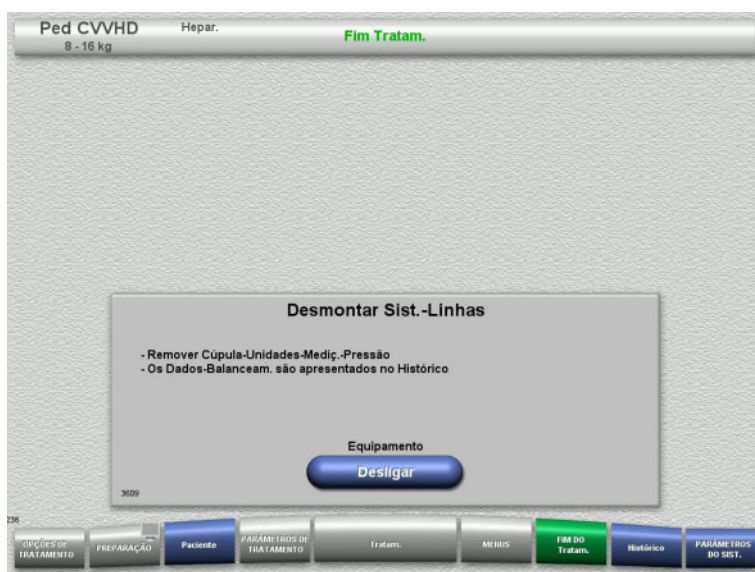 Ped CVVHD
8 - 16 kg
Hepar.
Fim Tratam.
Desmontar Sist.-Linhas
- Remover Cúpula-Unidades-Mediç.-Pressão
- Os Dados-Balanceam. são apresentados no Histórico
Equipamento
Desligar
3609
238
OPÇÕES DE
TRATAMENTO
PREPARAÇÃO
Paciente
PARÂMETROS DE
TRATAMENTO
Tratam.
MENUS
FIM DO
Tratam.
Histórico
PARÂMETROS
DO SIST.